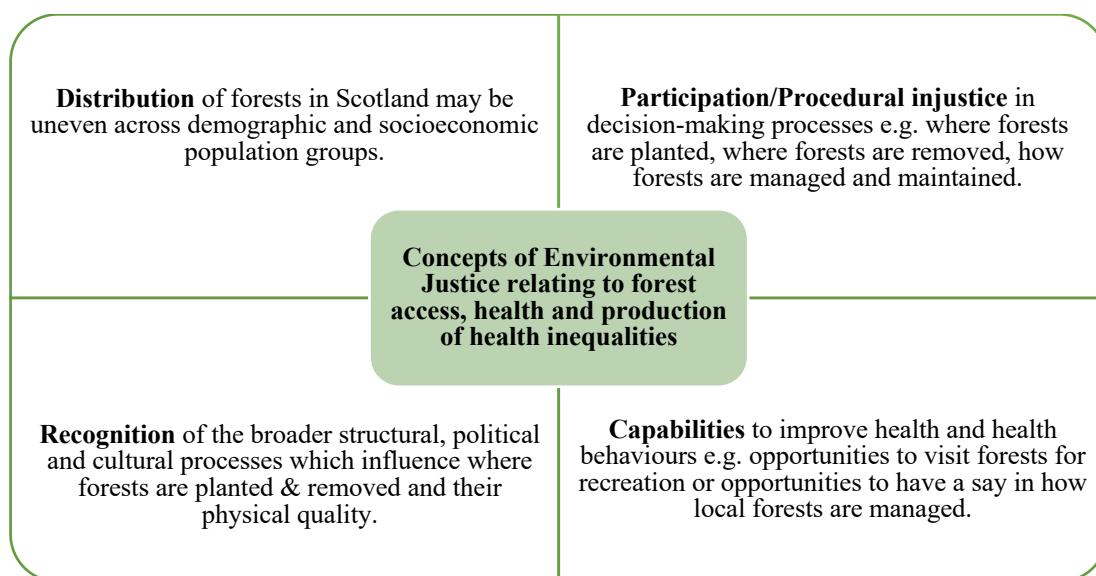 Distribution of forests in Scotland may be
uneven across demographic and socioeconomic
population groups.
Participation/Procedural injustice in
decision-making processes e.g. where forests
are planted, where forests are removed, how
forests are managed and maintained.
Concepts of Environmental
Justice relating to forest
access, health and production
of health inequalities
Recognition of the broader structural, political
and cultural processes which influence where
forests are planted & removed and their
physical quality.
Capabilities to improve health and health
behaviours e.g. opportunities to visit forests for
recreation or opportunities to have a say in how
local forests are managed.